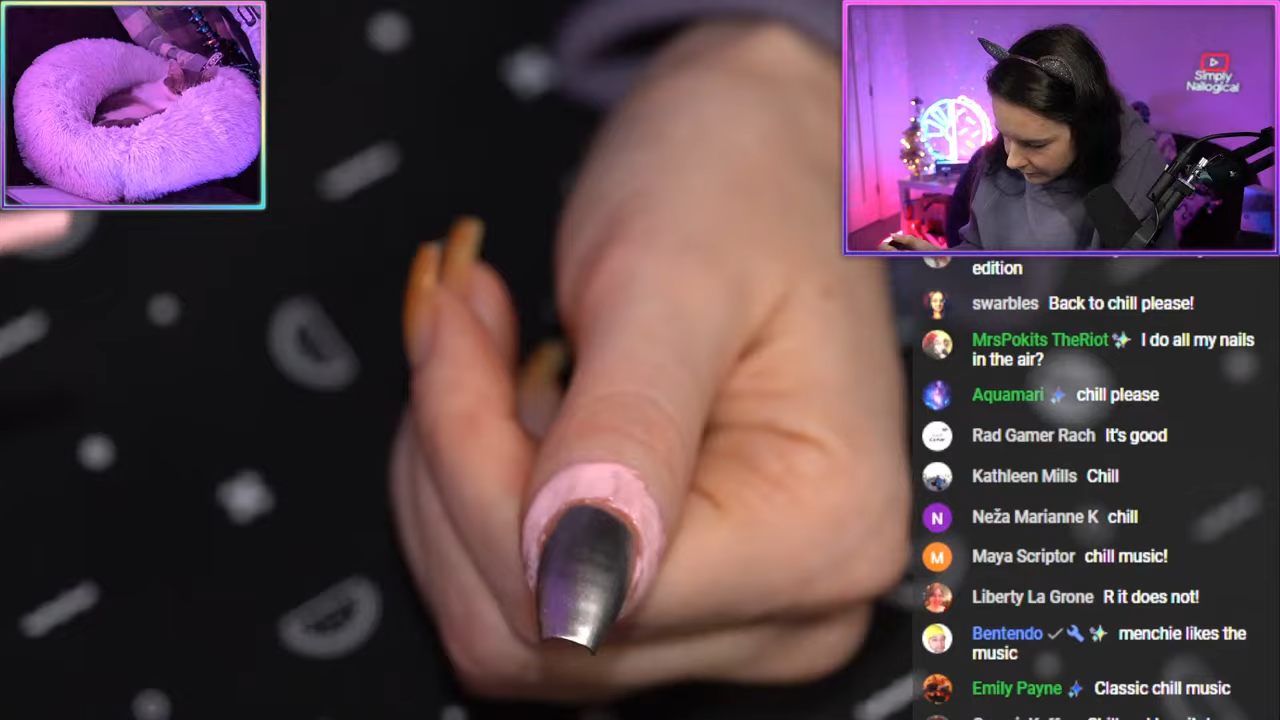 Simply
Nailogical
edition
swarbles Back to chill please!
MrsPokits TheRiot I do all my nails
in the air?
Aquamari chill please
Rad Gamer Rach It's good
Kathleen Mills Chill
N Neža Marianne K chill
M Maya Scriptor chill music!
Liberty La Grone R it does not!
Bentendo menchie likes the
music
Emily Payne Classic chill music